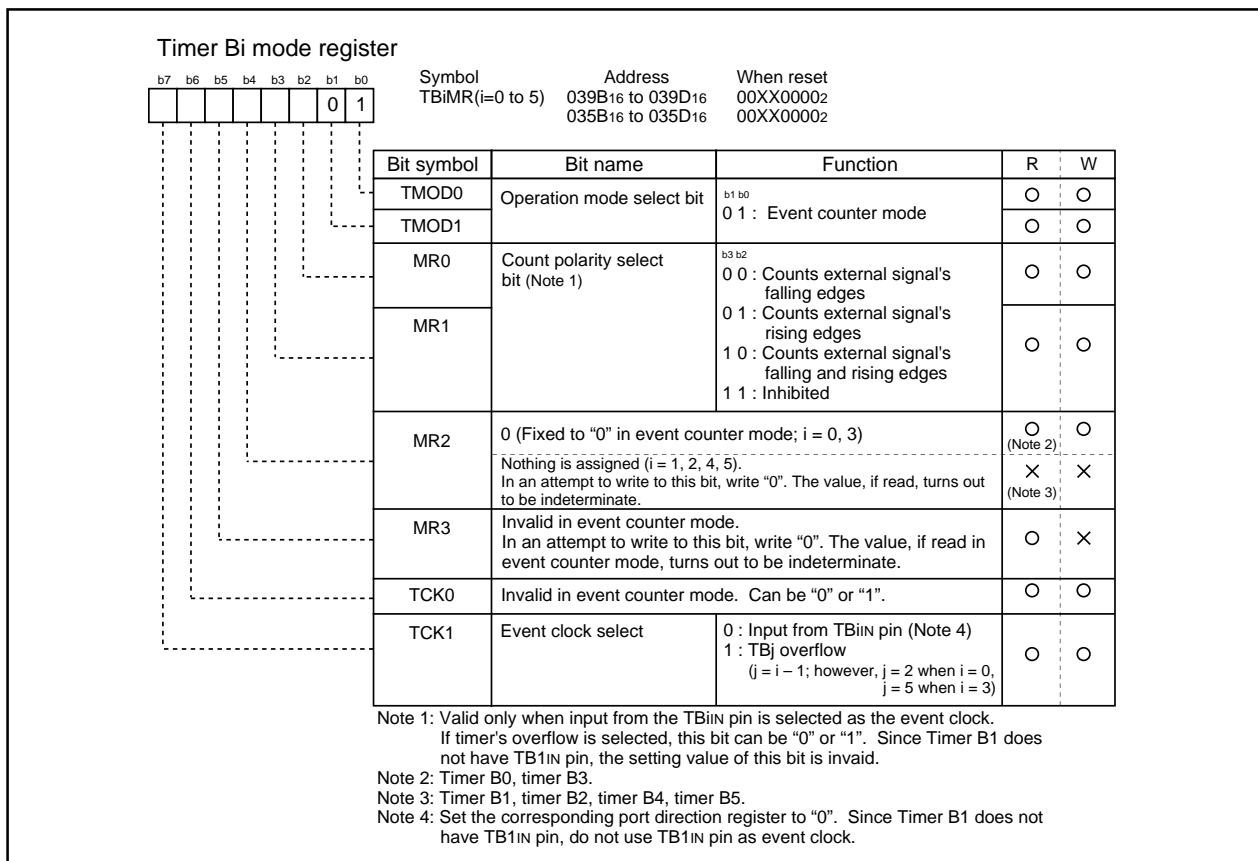 Timer Bi mode register
b7 b6 b5 b4 b3 b2 b1 b0
0 1
Symbol Address When reset
TBiMR(i=0 to 5) 039B16 to 039D16 00XX00002
035B16 to 035D16 00XX00002
Bit symbol Bit name Function R W
TMOD0 Operation mode select bit b1 b0
0 1 : Event counter mode
TMOD1
MR0 Count polarity select
bit (Note 1)
b3 b2
0 0 : Counts external signal's
falling edges
0 1 : Counts external signal's
rising edges
1 0 : Counts external signal's
falling and rising edges
1 1 : Inhibited
MR1
MR2 0 (Fixed to “0” in event counter mode; i = 0, 3)
(Note 2)
Nothing is assigned (i = 1, 2, 4, 5).
In an attempt to write to this bit, write “0”. The value, if read, turns out
to be indeterminate.
(Note 3)
MR3 Invalid in event counter mode.
In an attempt to write to this bit, write “0”. The value, if read in
event counter mode, turns out to be indeterminate.
TCK0 Invalid in event counter mode. Can be “0” or “1”.
TCK1 Event clock select 0 : Input from TBiIN pin (Note 4)
1 : TBj overflow
(j = i – 1; however, j = 2 when i = 0,
j = 5 when i = 3)
Note 1: Valid only when input from the TBiIN pin is selected as the event clock.
If timer's overflow is selected, this bit can be “0” or “1”. Since Timer B1 does
not have TB1IN pin, the setting value of this bit is invaid.
Note 2: Timer B0, timer B3.
Note 3: Timer B1, timer B2, timer B4, timer B5.
Note 4: Set the corresponding port direction register to “0”. Since Timer B1 does not
have TB1IN pin, do not use TB1IN pin as event clock.